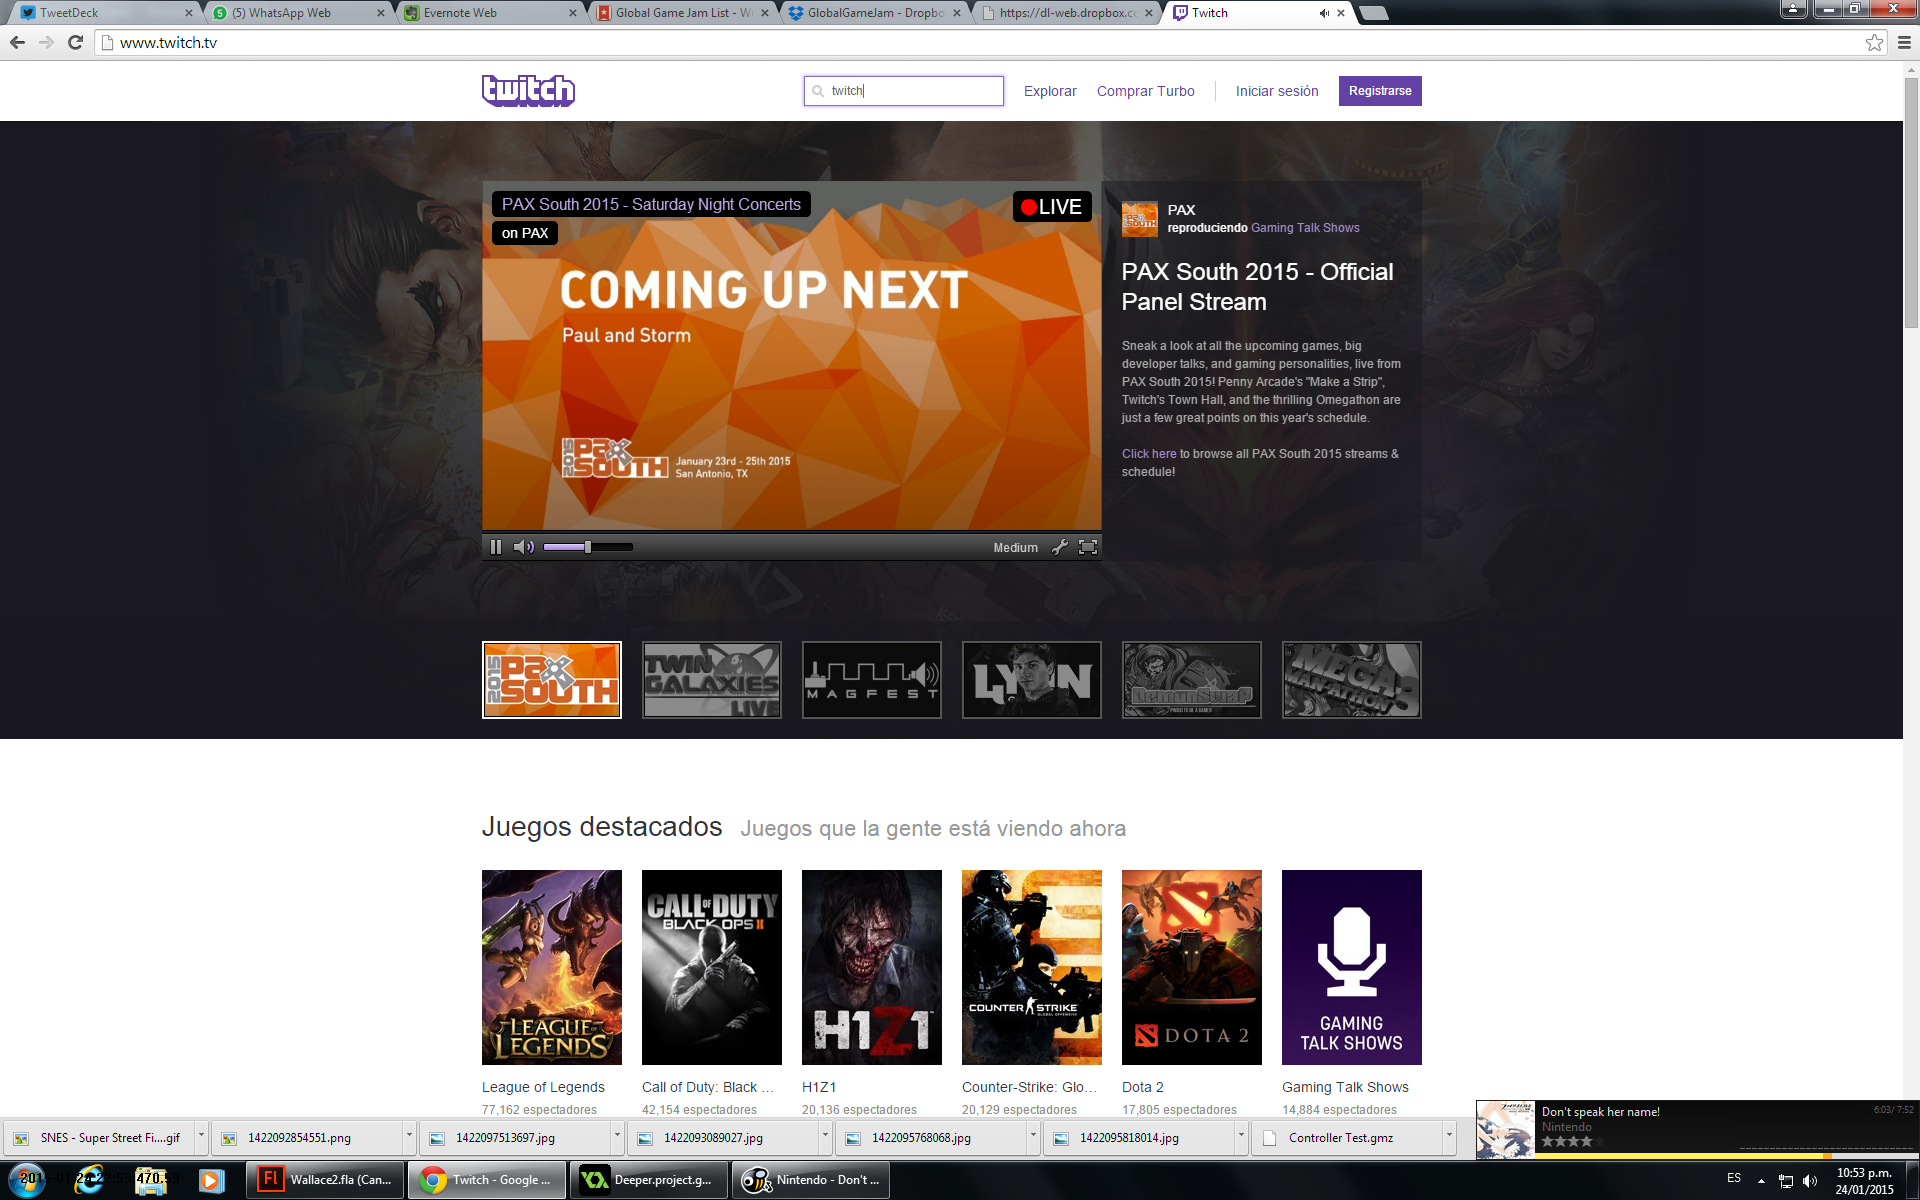 TweetDeck
(5) WhatsApp Web
Evernote Web
Global Game Jam List - W
GlobalGameJam - Dropbo
https://dl-web.dropbox.co
Twitch
www.twitch.tv
twitch
twitch
Explorar
Comprar Turbo
Iniciar sesión
Registrarse
PAX South 2015 - Saturday Night Concerts
on PAX
LIVE
COMING UP NEXT
Paul and Storm
2015 PAX SOUTH
January 23rd - 25th 2015
San Antonio, TX
Medium
PAX
reproduciendo Gaming Talk Shows
PAX South 2015 - Official
Panel Stream
Sneak a look at all the upcoming games, big
developer talks, and gaming personalities, live from
PAX South 2015! Penny Arcade's "Make a Strip",
Twitch's Town Hall, and the thrilling Omegathon are
just a few great points on this year's schedule.
Click here to browse all PAX South 2015 streams &
schedule!
2015 PAX SOUTH
TWIN GALAXIES LIVE
MAGFEST
LYON
DemonSwaP
MEGA MAN-ATHON 3
Juegos destacados Juegos que la gente está viendo ahora
LEAGUE OF LEGENDS
CALL OF DUTY BLACK OPS II
H1Z1
COUNTER STRIKE GLOBAL OFFENSIVE
DOTA 2
GAMING TALK SHOWS
League of Legends
77,162 espectadores
Call of Duty: Black ...
42,154 espectadores
H1Z1
20,136 espectadores
Counter-Strike: Glo...
20,129 espectadores
Dota 2
17,805 espectadores
Gaming Talk Shows
14,884 espectadores
SNES - Super Street Fi....gif
1422092854551.png
1422097513697.jpg
1422093089027.jpg
1422095768068.jpg
1422095818014.jpg
Controller Test.gmz
Don't speak her name!
Nintendo
6:03/ 7:52
Wallace2.fla (Can...
Twitch - Google ...
Deeper.project.g...
Nintendo - Don't ...
ES
10:53 p.m.
24/01/2015